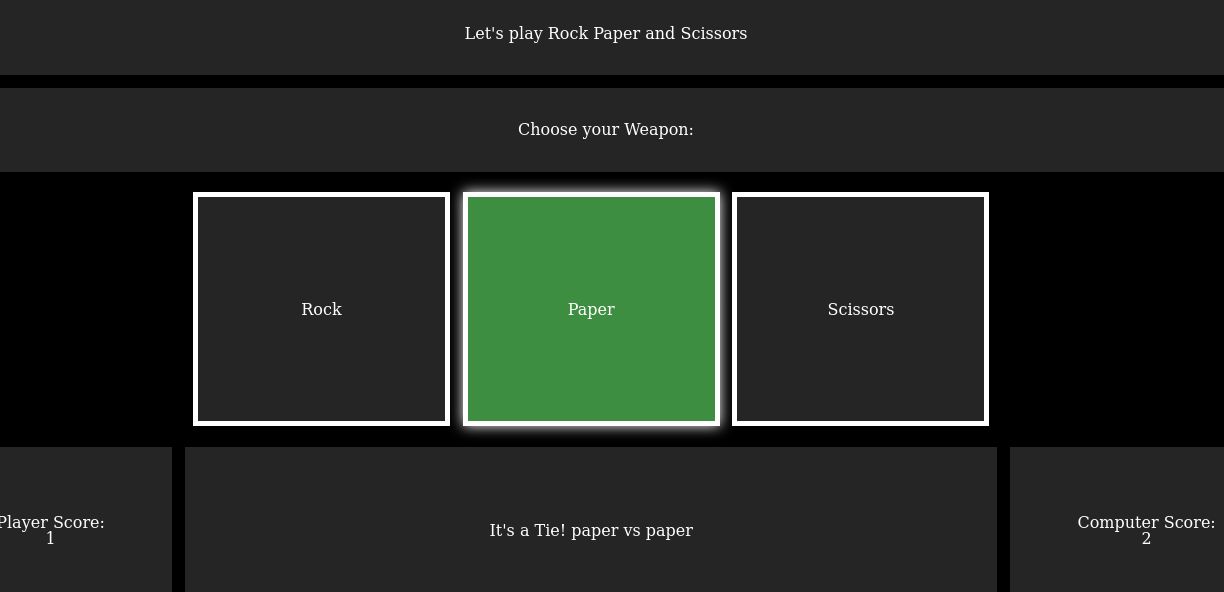 Let's play Rock Paper and Scissors
Choose your Weapon:
Rock
Paper
Scissors
Player Score:
1
It's a Tie! paper vs paper
Computer Score:
2